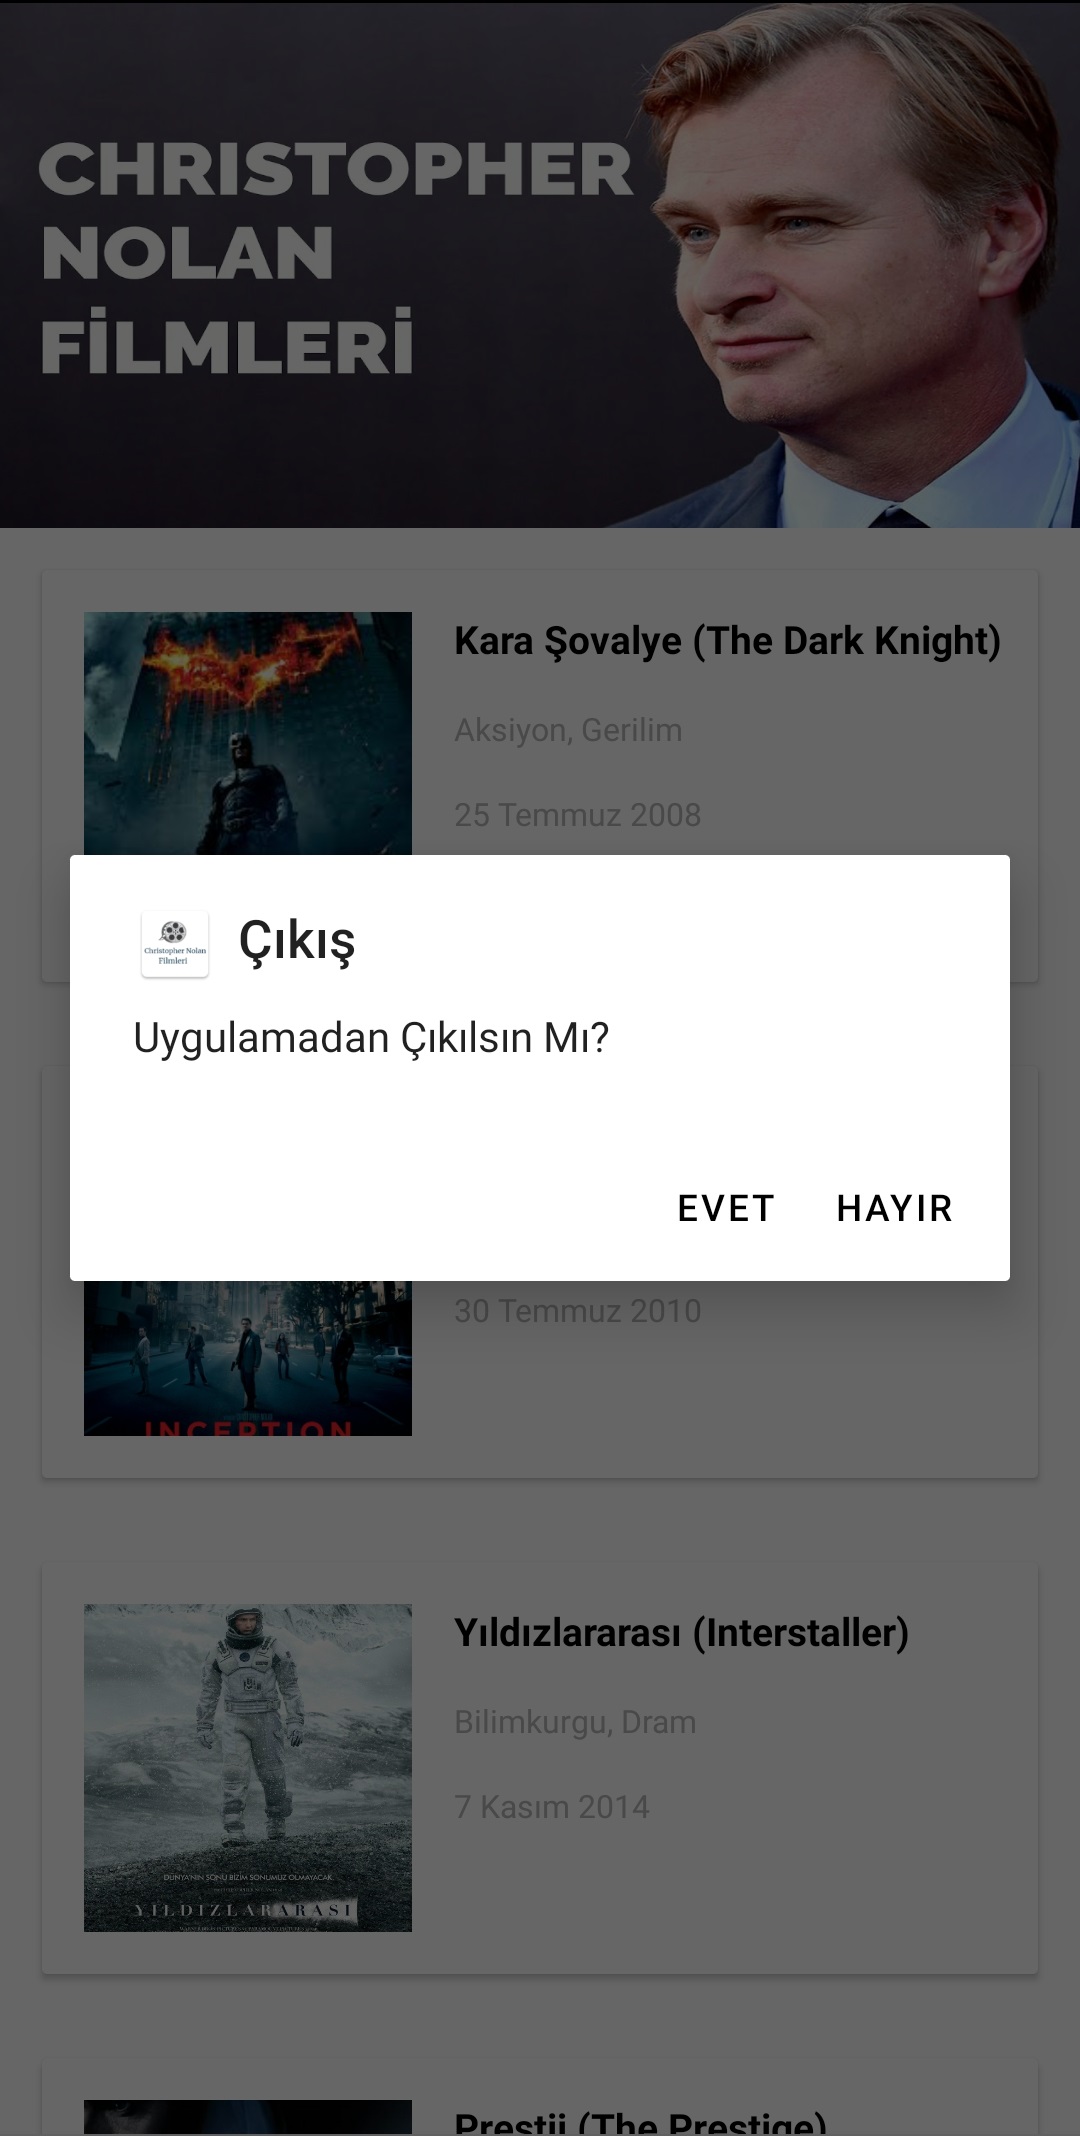 CHRISTOPHER
NOLAN
FİLMLERİ
Kara Şovalye (The Dark Knight)
Aksiyon, Gerilim
25 Temmuz 2008
Christopher Nolan
Filmleri
Çıkış
Uygulamadan Çıkılsın Mı?
EVET HAYIR
30 Temmuz 2010
INCEPTION
Yıldızlararası (Interstaller)
Bilimkurgu, Dram
7 Kasım 2014
DÜNYA'NIN SONU BİZİM SONUMUZ OLMAYACAK.
YILDIZLARARASI
Prestij (The Prestige)